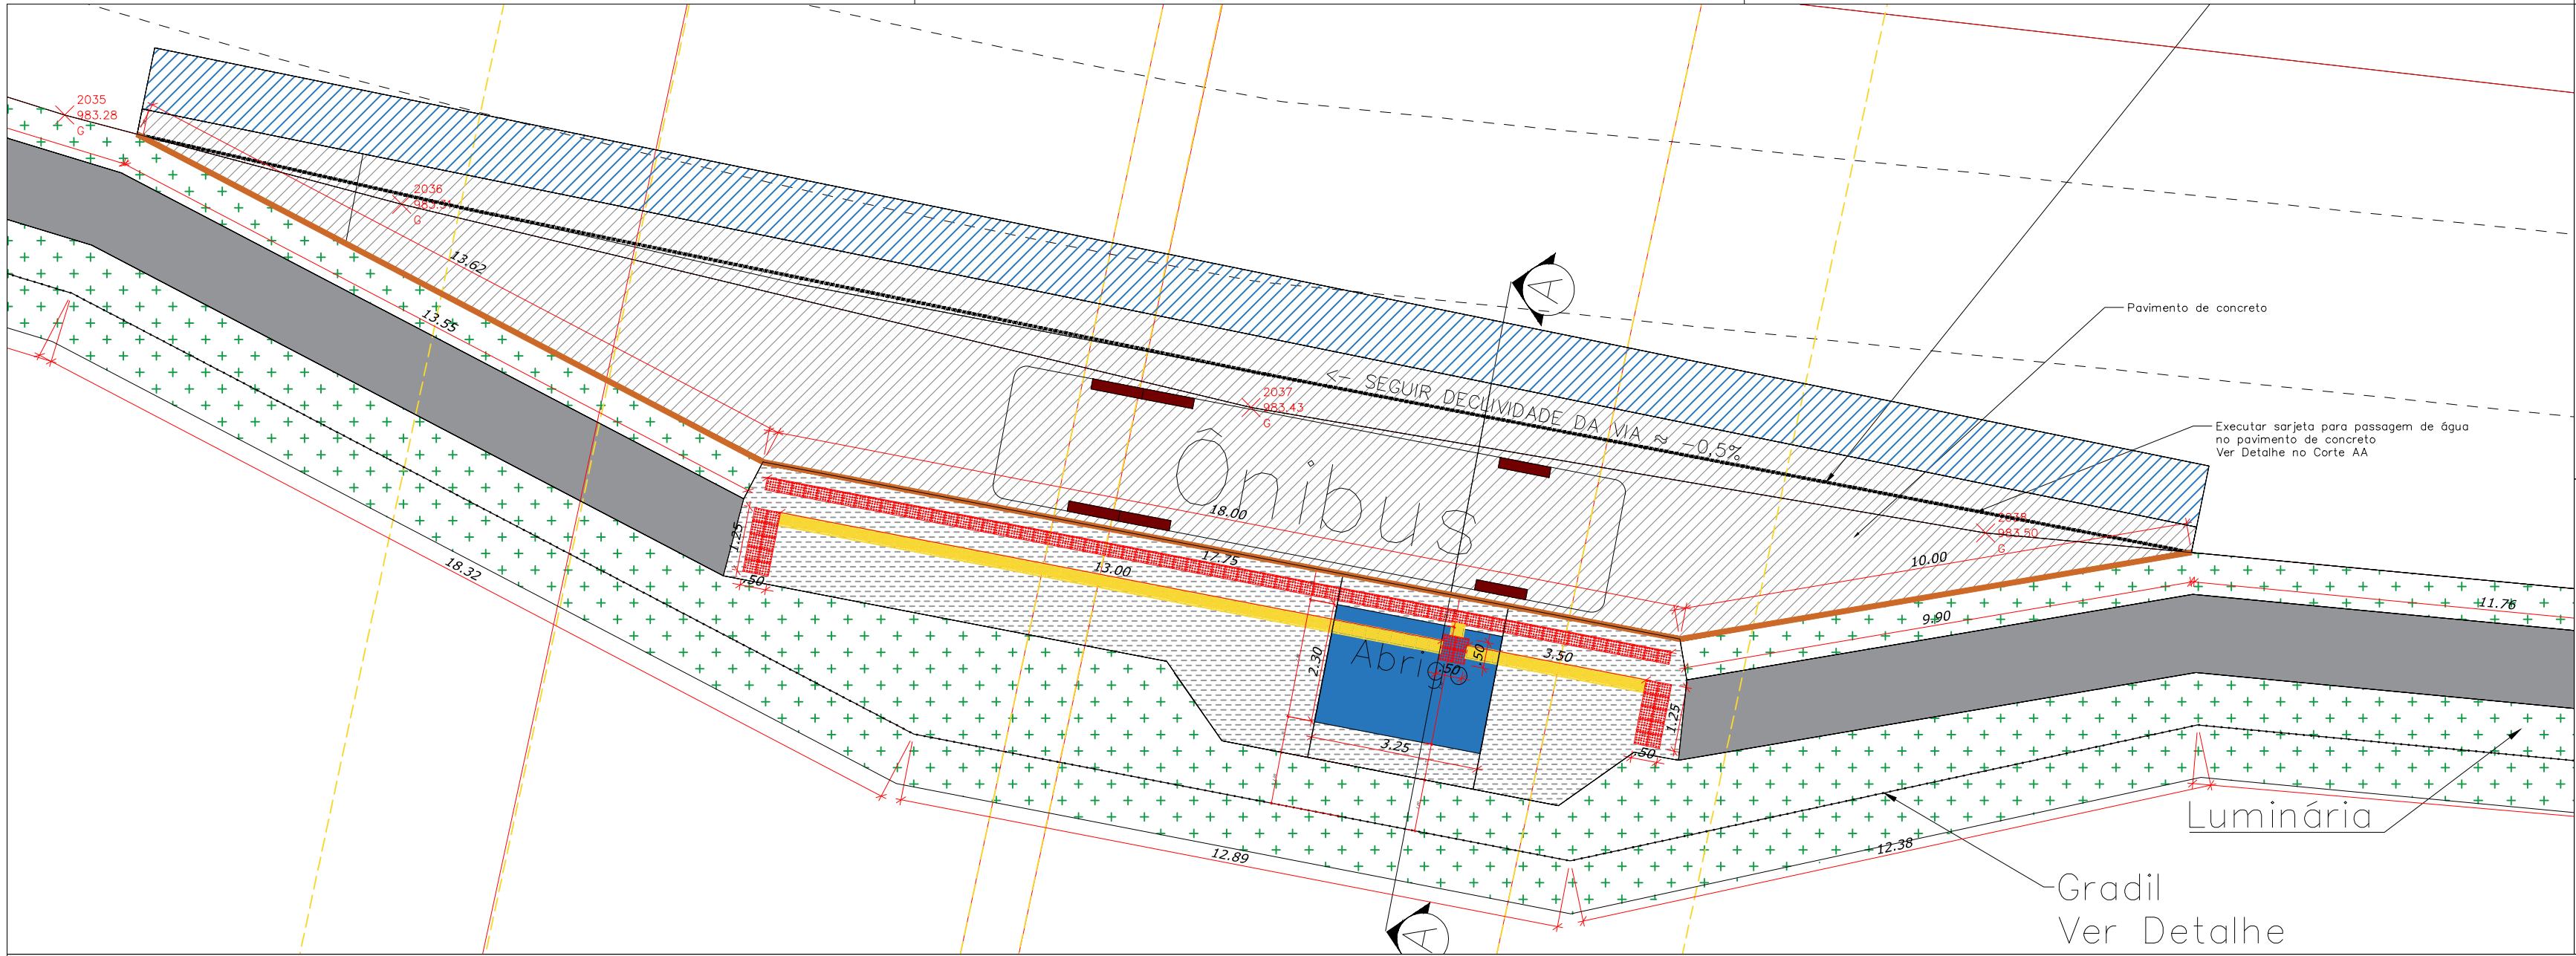 2035
983.28
G
2036
G
13.62
13.55
18.32
A
Pavimento de concreto
<- SEGUIR DECLIVIDADE DA VIA ≈ -0,5%
2037
983.43
G
Executar sarjeta para passagem de água
no pavimento de concreto
Ver Detalhe no Corte AA
Ônibus
18.00
2038
983.50
G
10.00
17.75
13.00
1.25
.50
9.90
11.76
3.50
.50
.50
Abrigo
2.30
3.25
1.25
.50
Luminária
12.89
12.38
Gradil
Ver Detalhe
A